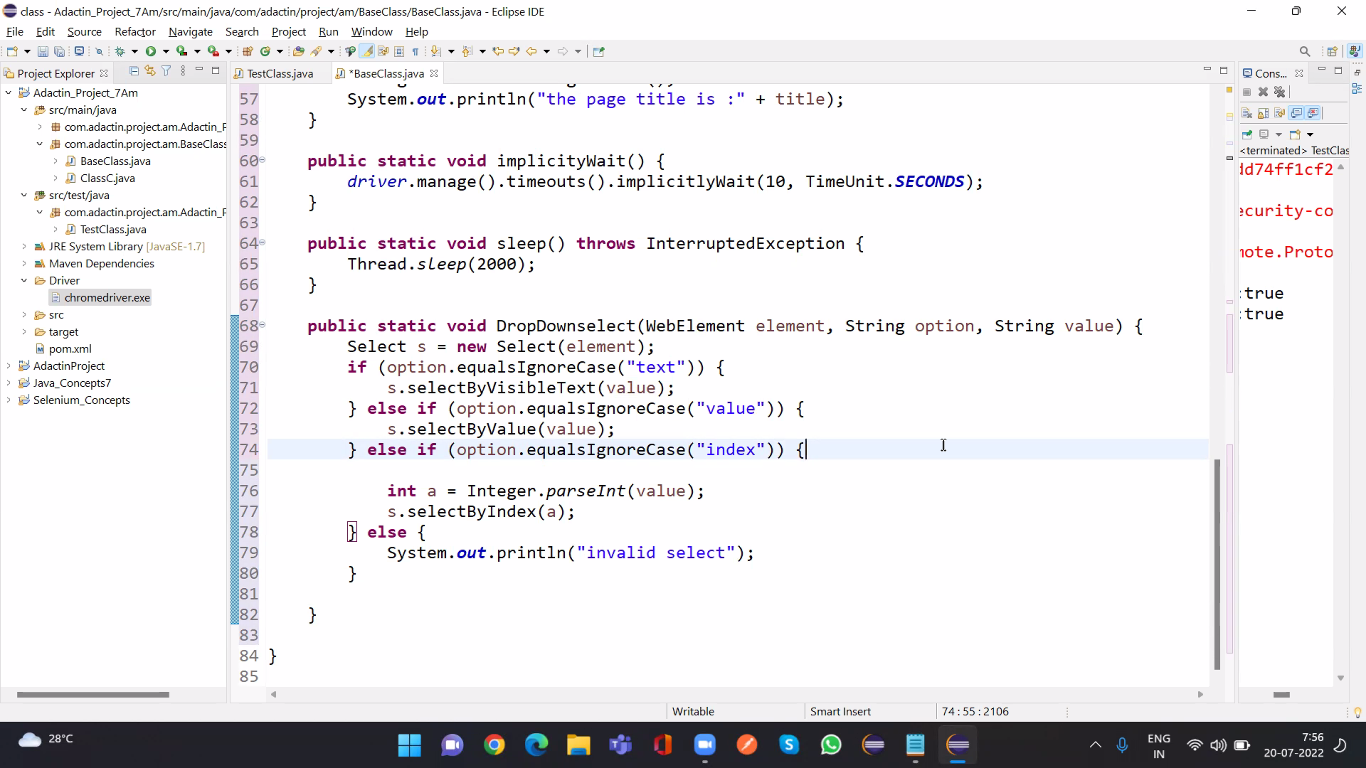 class - Adactin_Project_7Am/src/main/java/com/adactin/project/am/BaseClass/BaseClass.java - Eclipse IDE
File Edit Source Refactor Navigate Search Project Run Window Help
Project Explorer
TestClass.java
*BaseClass.java
Cons...
Adactin_Project_7Am
src/main/java
com.adactin.project.am.Adactin_F
com.adactin.project.am.BaseClass
BaseClass.java
ClassC.java
src/test/java
com.adactin.project.am.Adactin_F
TestClass.java
JRE System Library [JavaSE-1.7]
Maven Dependencies
Driver
chromedriver.exe
src
target
pom.xml
AdactinProject
Java_Concepts7
Selenium_Concepts
57 System.out.println("the page title is :" + title);
58 }
59
60 public static void implicityWait() {
61 driver.manage().timeouts().implicitlyWait(10, TimeUnit.SECONDS);
62 }
63
64 public static void sleep() throws InterruptedException {
65 Thread.sleep(2000);
66 }
67
68 public static void DropDownselect(WebElement element, String option, String value) {
69 Select s = new Select(element);
70 if (option.equalsIgnoreCase("text")) {
71 s.selectByVisibleText(value);
72 } else if (option.equalsIgnoreCase("value")) {
73 s.selectByValue(value);
74 } else if (option.equalsIgnoreCase("index")) {
75
76 int a = Integer.parseInt(value);
77 s.selectByIndex(a);
78 } else {
79 System.out.println("invalid select");
80 }
81
82 }
83
84 }
85
<terminated> TestClas
dd74ff1cf2
ecurity-co
mote.Proto
:true
:true
Writable
Smart Insert
74 : 55 : 2106
28°C
ENG
IN
7:56
20-07-2022